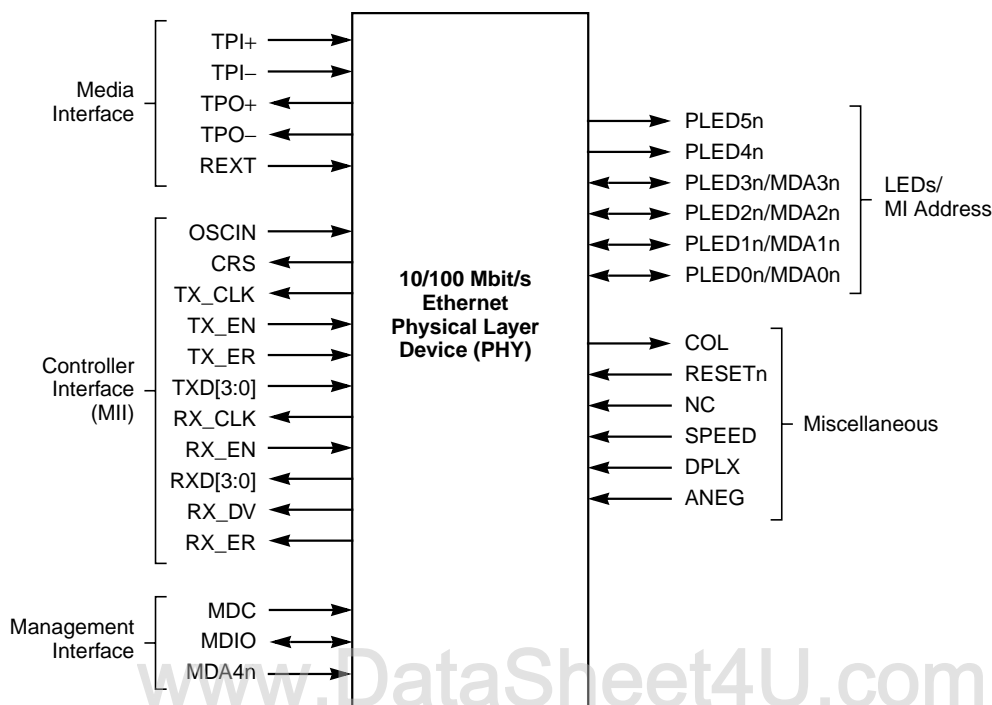 TPI+
TPI−
TPO+
TPO−
REXT
Media
Interface
OSCIN
CRS
TX_CLK
TX_EN
TX_ER
TXD[3:0]
RX_CLK
RX_EN
RXD[3:0]
RX_DV
RX_ER
Controller
Interface
(MII)
MDC
MDIO
MDA4n
Management
Interface
10/100 Mbit/s
Ethernet
Physical Layer
Device (PHY)
PLED5n
PLED4n
PLED3n/MDA3n
PLED2n/MDA2n
PLED1n/MDA1n
PLED0n/MDA0n
LEDs/
MI Address
COL
RESETn
NC
SPEED
DPLX
ANEG
Miscellaneous
www.DataSheet4U.com